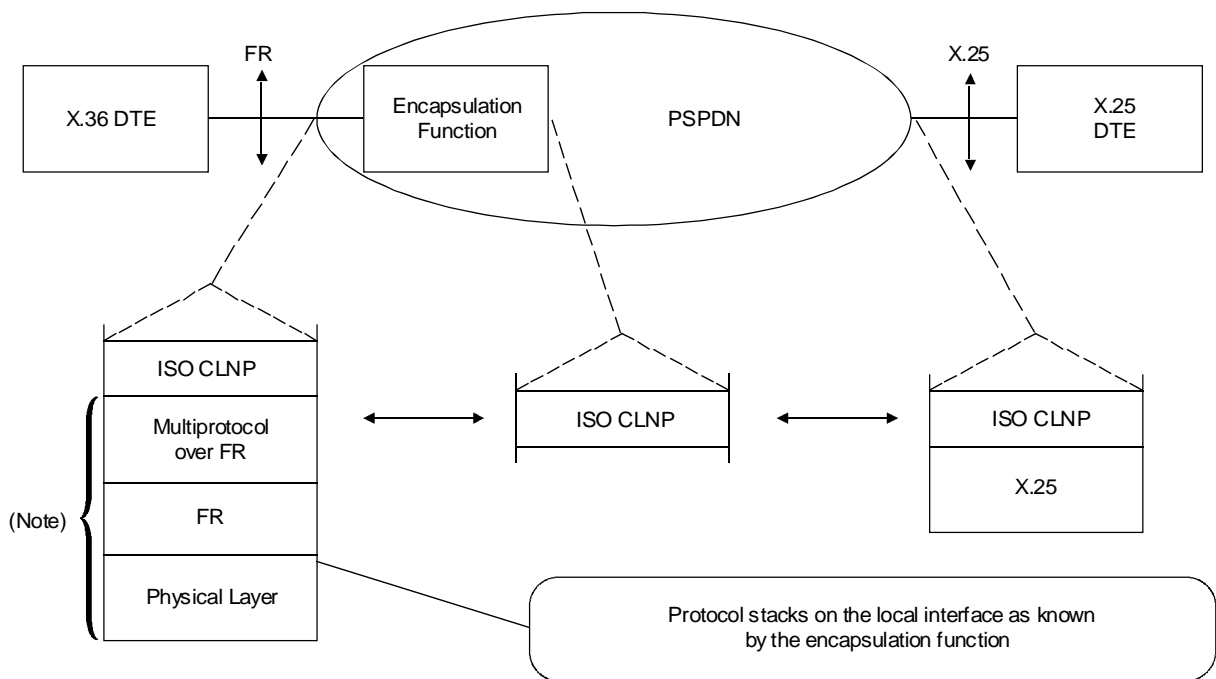 FR
X.25
X.36 DTE
Encapsulation
Function
PSPDN
X.25
DTE
ISO CLNP
Multiprotocol
over FR
FR
Physical Layer
(Note)
ISO CLNP
ISO CLNP
X.25
Protocol stacks on the local interface as known
by the encapsulation function